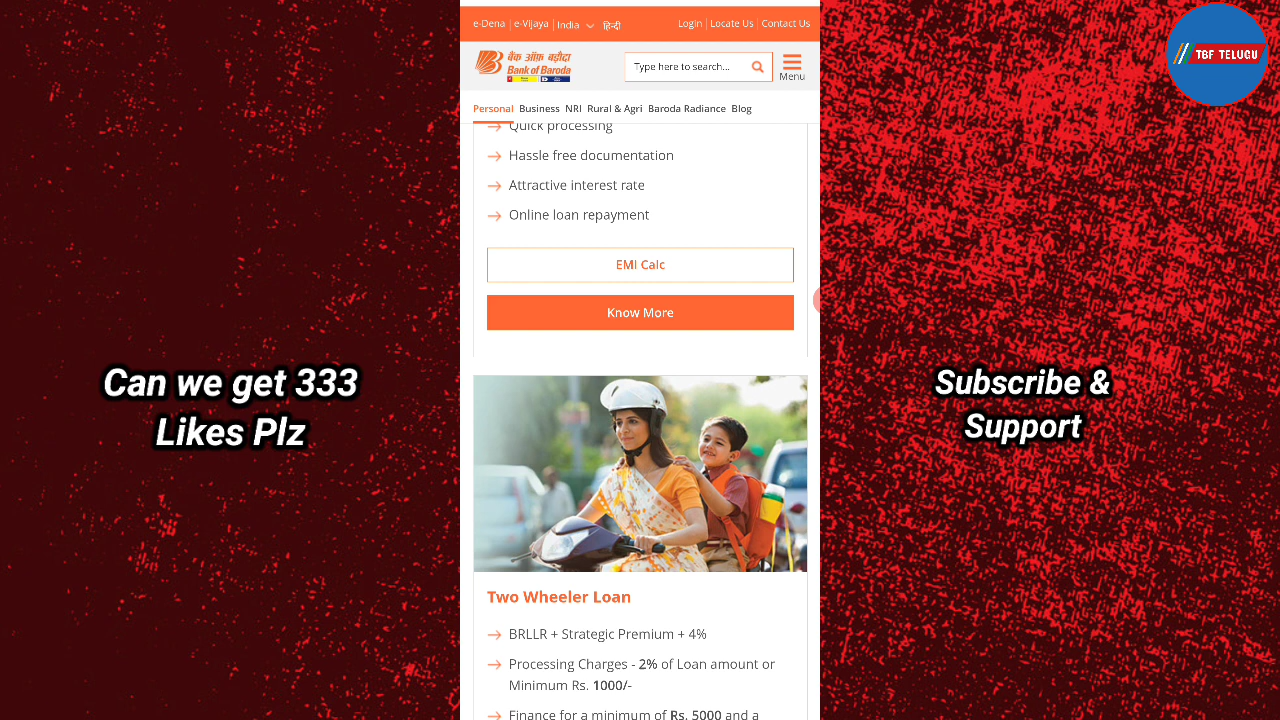 e-Dena | e-Vijaya | India हिन्दी Login | Locate Us | Contact Us
बैंक ऑफ़ बड़ौदा
Bank of Baroda
Type here to search...
Menu
Personal Business NRI Rural & Agri Baroda Radiance Blog
Quick processing
Hassle free documentation
Attractive interest rate
Online loan repayment
EMI Calc
Know More
Two Wheeler Loan
BRLLR + Strategic Premium + 4%
Processing Charges - 2% of Loan amount or
Minimum Rs. 1000/-
Finance for a minimum of Rs. 5000 and a
Can we get 333
Likes Plz
Subscribe &
Support
TBF TELUGU